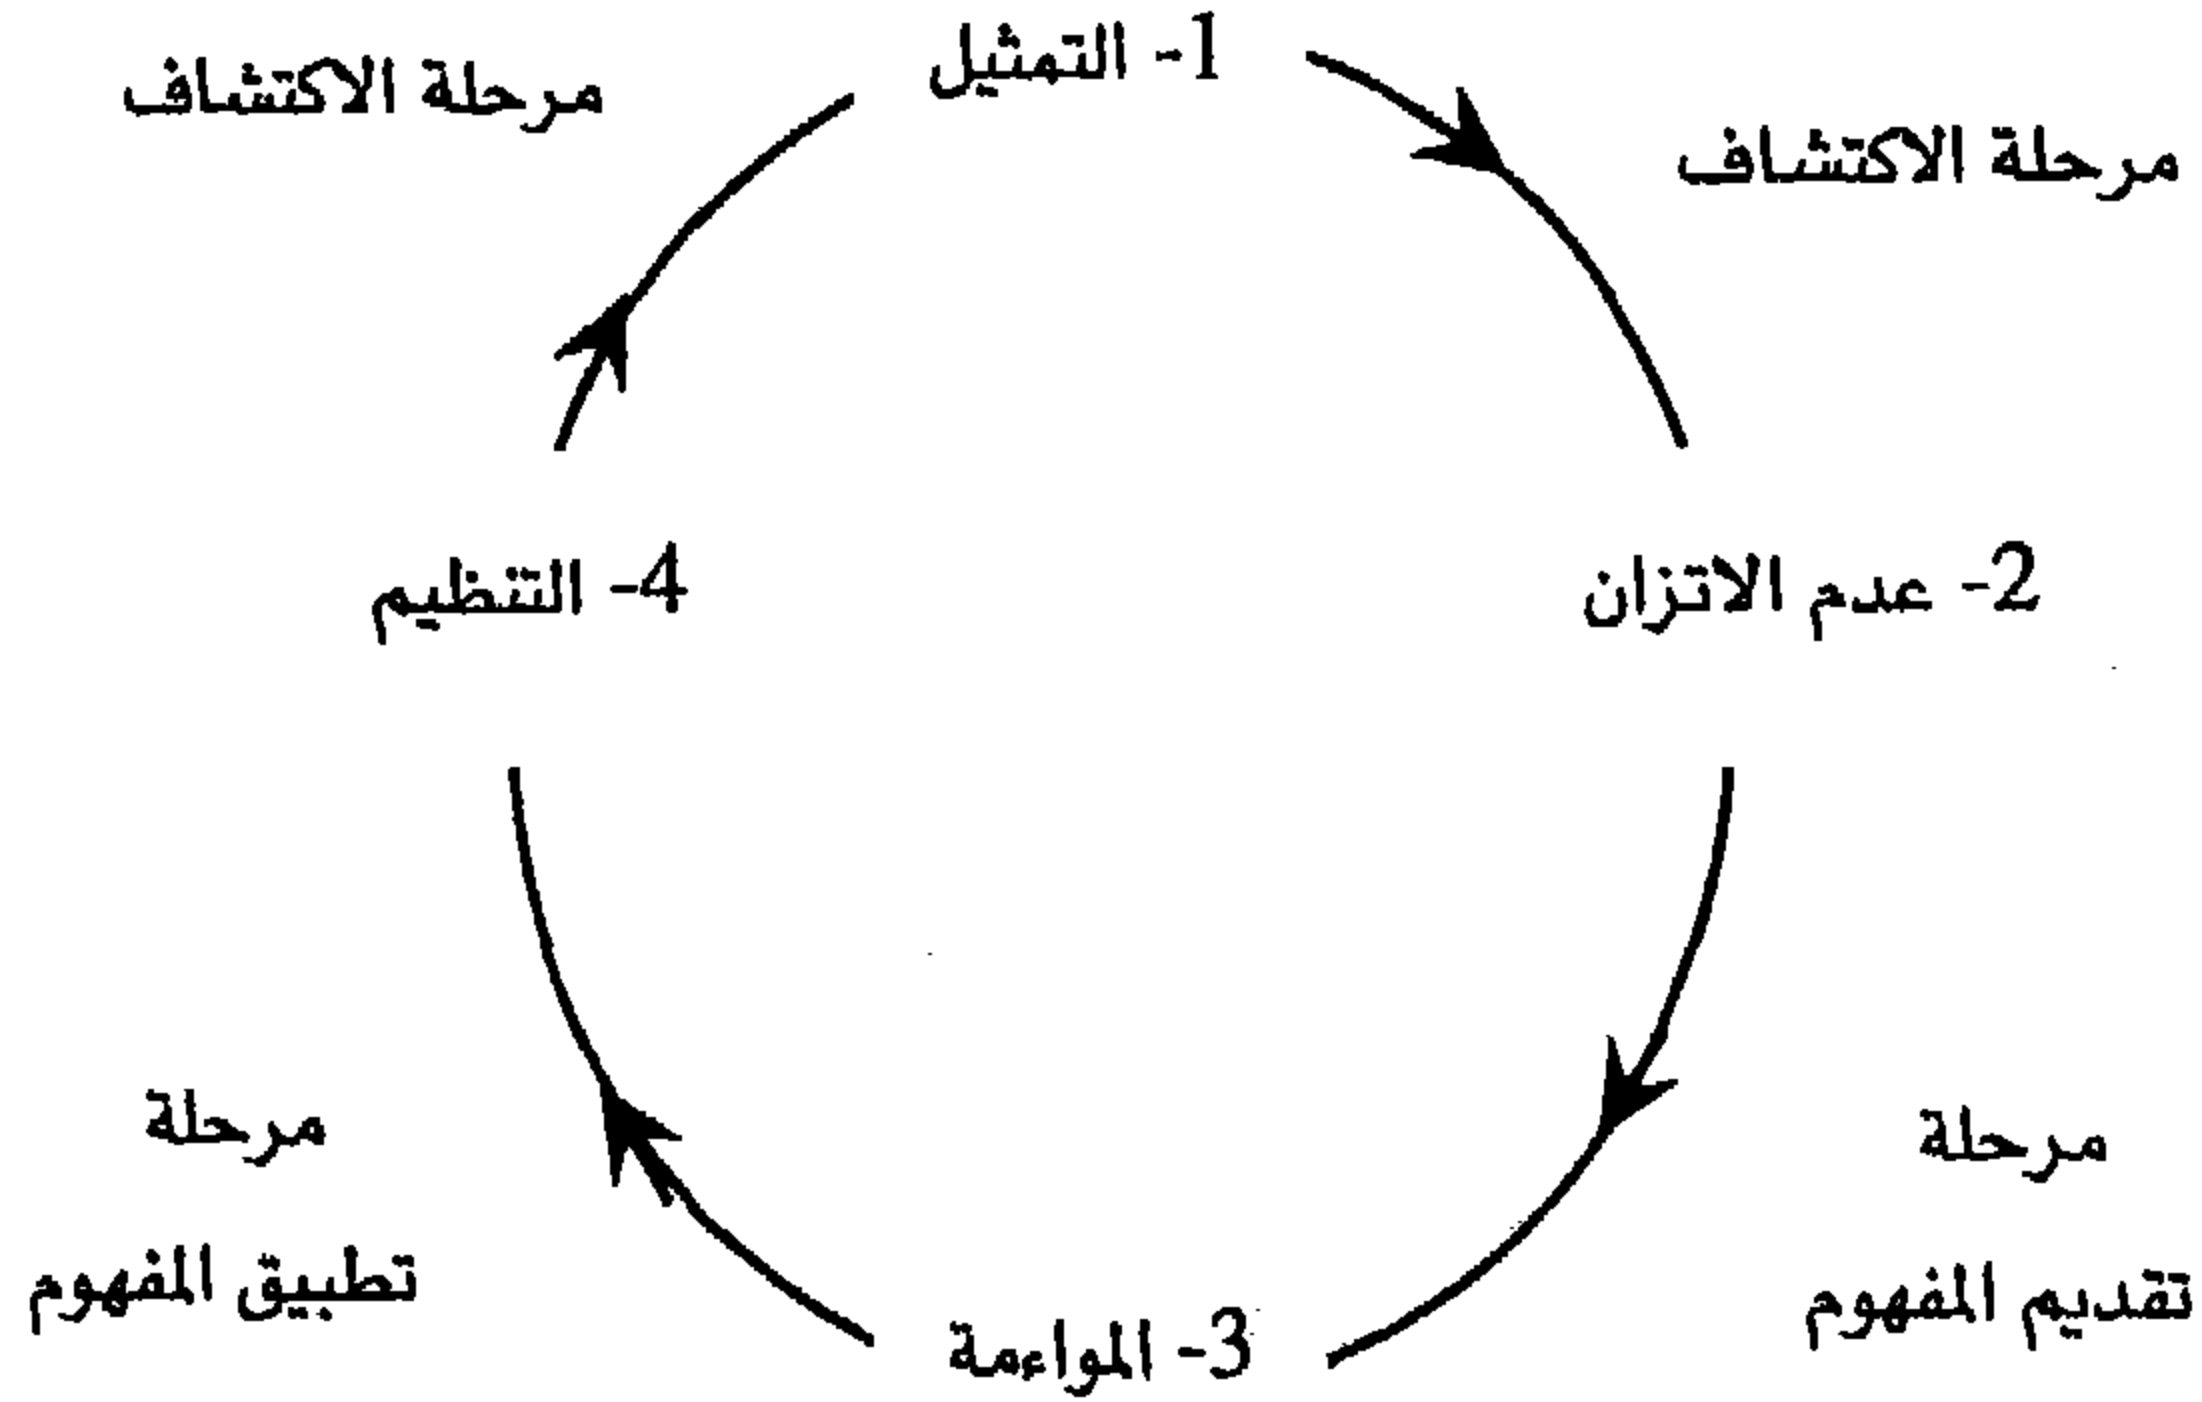 1- التمثيل
مرحلة الاكتشاف
مرحلة الاكتشاف
2- عدم الاتزان
4- التنظيم
مرحلة
تقديم المفهوم
مرحلة
تطبيق المفهوم
3- المواءمة